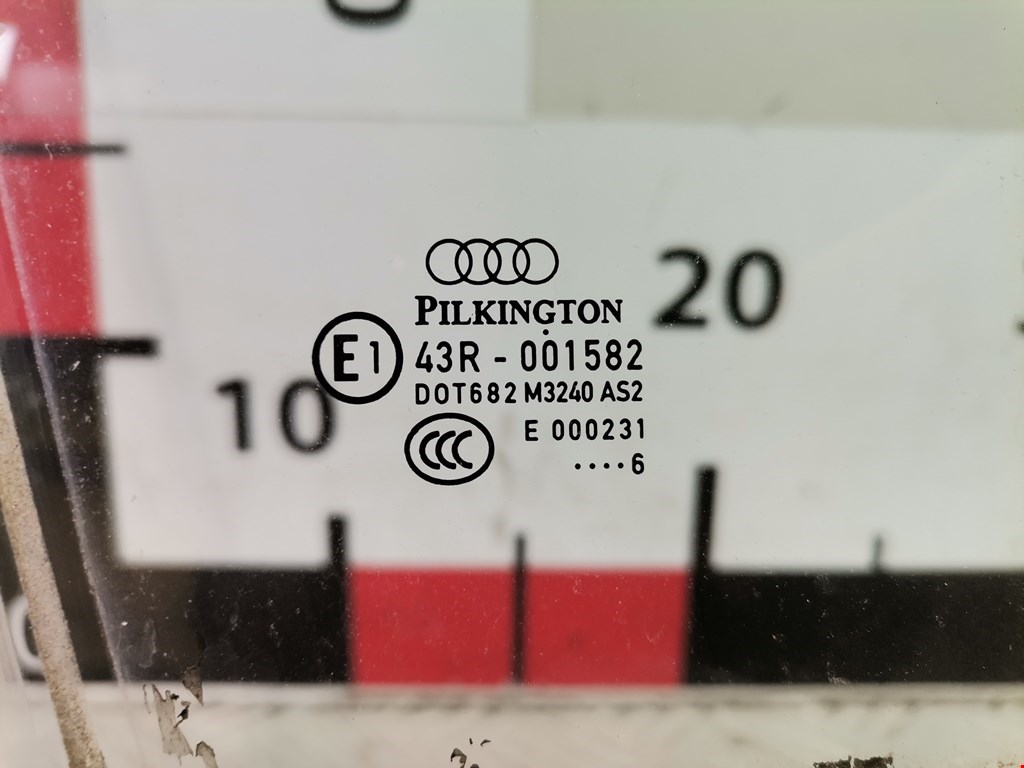 PILKINGTON
E1 43R - 001582
DOT682 M3240 AS2
CCC E 000231
····6
20
10